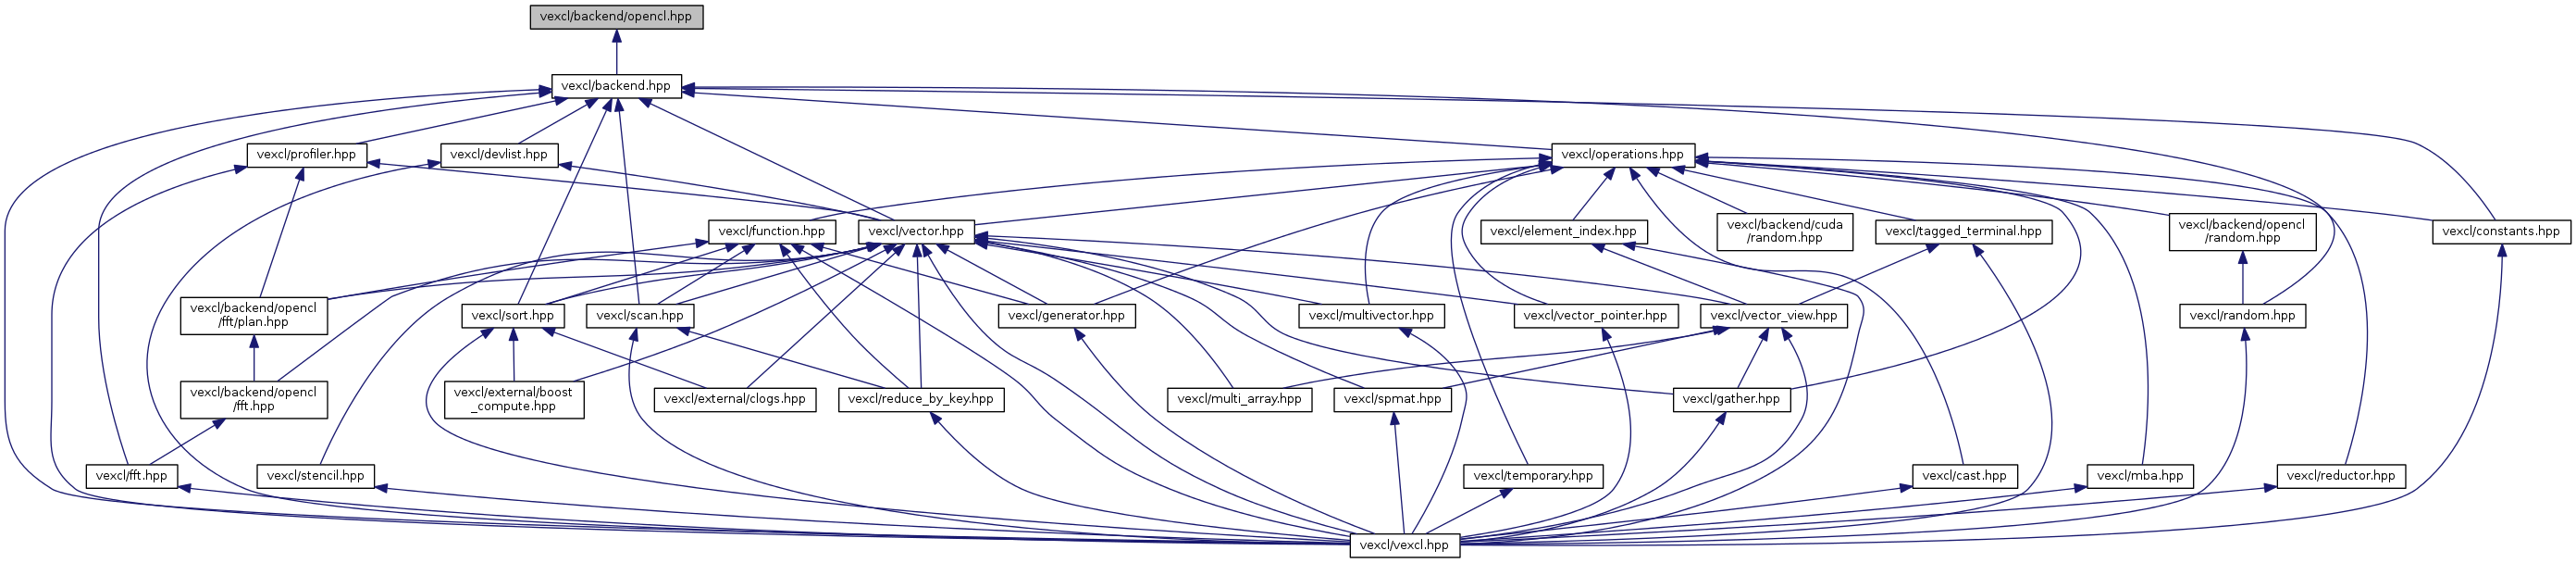 vexcl/backend/opencl.hpp
vexcl/backend.hpp
vexcl/profiler.hpp
vexcl/devlist.hpp
vexcl/operations.hpp
vexcl/function.hpp
vexcl/vector.hpp
vexcl/element_index.hpp
vexcl/backend/cuda
/random.hpp
vexcl/tagged_terminal.hpp
vexcl/backend/opencl
/random.hpp
vexcl/constants.hpp
vexcl/backend/opencl
/fft/plan.hpp
vexcl/sort.hpp
vexcl/scan.hpp
vexcl/generator.hpp
vexcl/multivector.hpp
vexcl/vector_pointer.hpp
vexcl/vector_view.hpp
vexcl/random.hpp
vexcl/backend/opencl
/fft.hpp
vexcl/external/boost
_compute.hpp
vexcl/external/clogs.hpp
vexcl/reduce_by_key.hpp
vexcl/multi_array.hpp
vexcl/spmat.hpp
vexcl/gather.hpp
vexcl/fft.hpp
vexcl/stencil.hpp
vexcl/temporary.hpp
vexcl/cast.hpp
vexcl/mba.hpp
vexcl/reductor.hpp
vexcl/vexcl.hpp